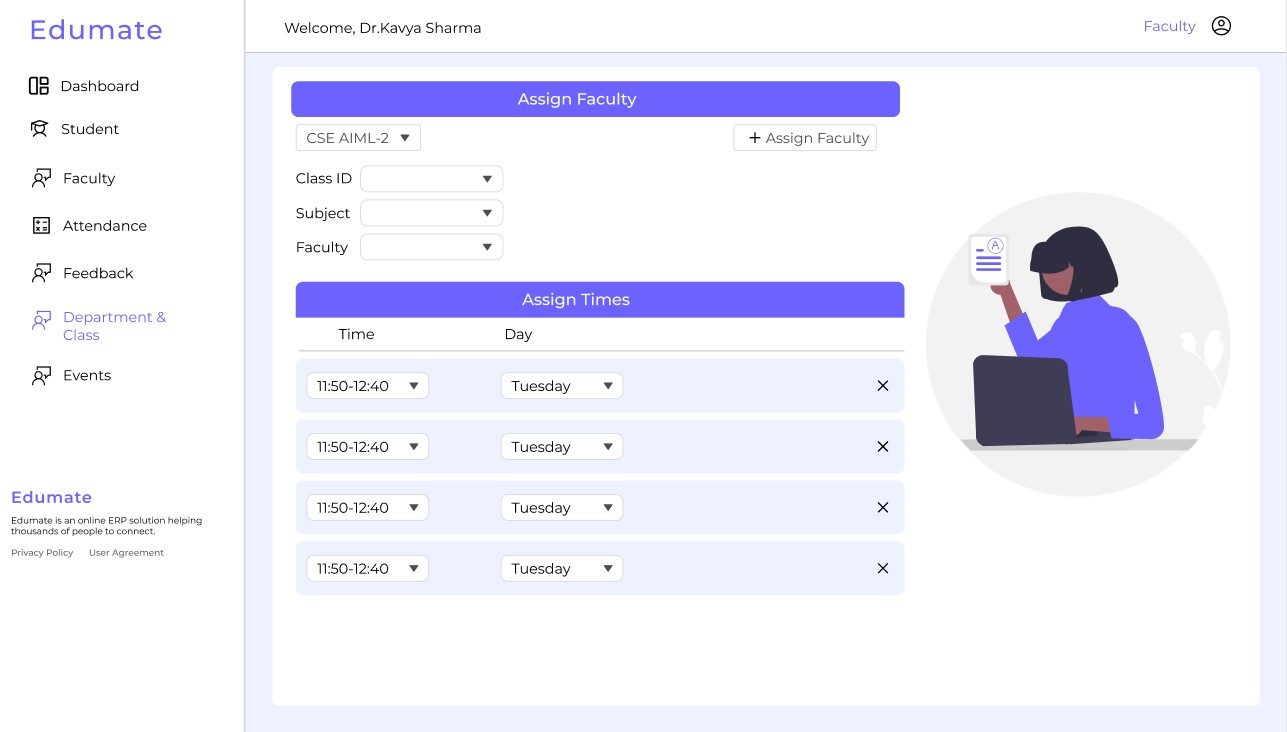 Edumate
Welcome, Dr.Kavya Sharma
Faculty
Dashboard
Student
Faculty
Attendance
Feedback
Department &
Class
Events
Edumate
Edumate is an online ERP solution helping
thousands of people to connect.
Privacy Policy User Agreement
Assign Faculty
CSE AIML-2
+ Assign Faculty
Class ID
Subject
Faculty
Assign Times
Time Day
11:50-12:40 Tuesday
11:50-12:40 Tuesday
11:50-12:40 Tuesday
11:50-12:40 Tuesday
A